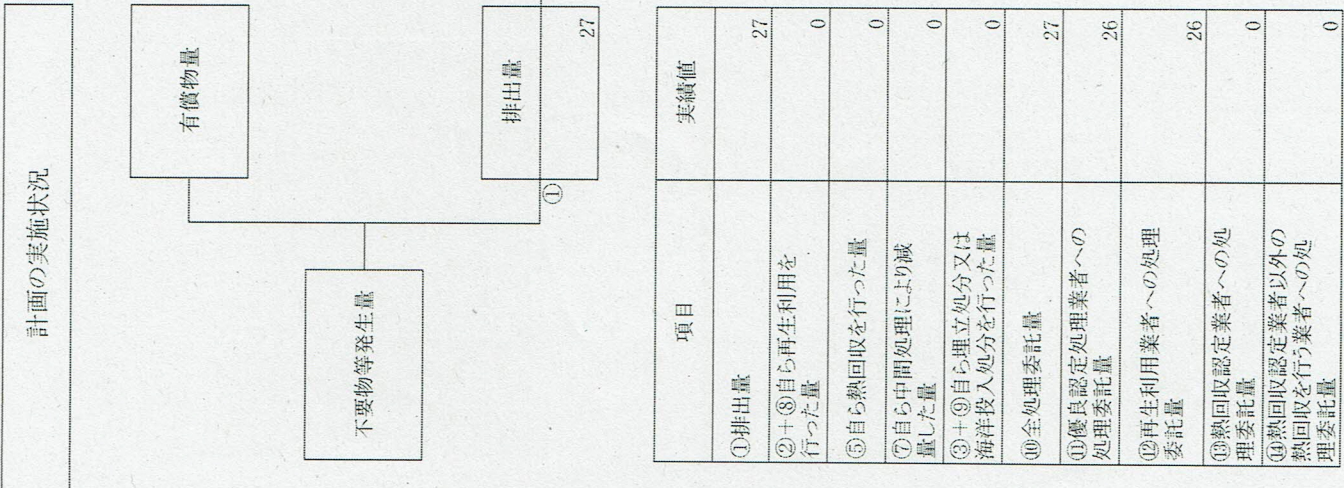 計画の実施状況
有償物量
不要物等発生量
排出量
①
27
項目
実績値
①排出量
27
②+⑧自ら再生利用を
行った量
0
⑤自ら熱回収を行った量
0
⑦自ら中間処理により減
量した量
0
③+⑨自ら埋立処分又は
海洋投入処分を行った量
0
⑩全処理委託量
27
⑪優良認定処理業者への
処理委託量
26
⑫再生利用業者への処理
委託量
26
⑬熱回収認定業者への処
理委託量
0
⑭熱回収認定業者以外の
熱回収を行う業者への処
理委託量
0